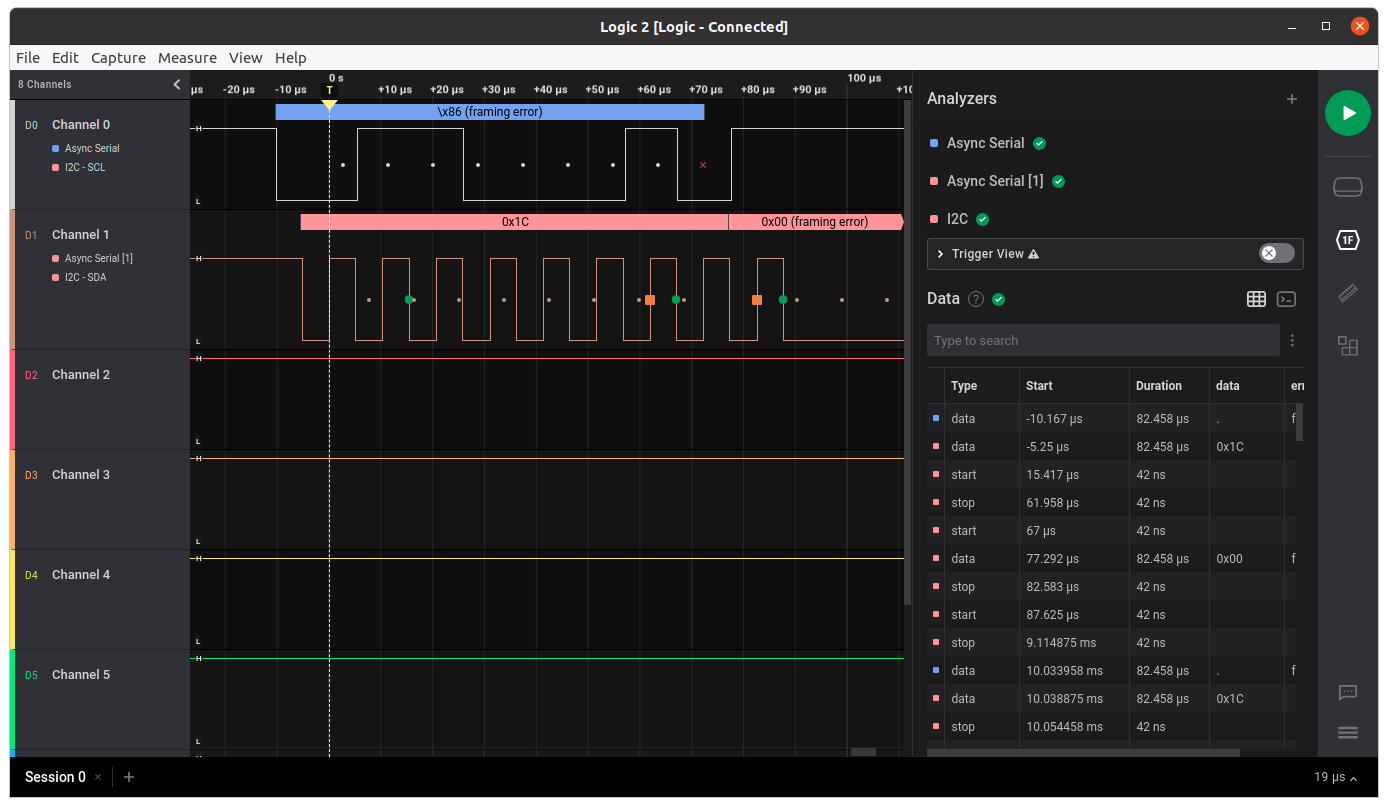 Logic 2 [Logic - Connected]
File Edit Capture Measure View Help
8 Channels
0 s 100 µs
µs -20 µs -10 µs T +10 µs +20 µs +30 µs +40 µs +50 µs +60 µs +70 µs +80 µs +90 µs +10
D0 Channel 0
Async Serial
I2C - SCL
\x86 (framing error)
H
L
D1 Channel 1
Async Serial [1]
I2C - SDA
0x1C 0x00 (framing error)
H
L
D2 Channel 2
H
L
D3 Channel 3
H
L
D4 Channel 4
H
L
D5 Channel 5
H
L
Analyzers +
Async Serial
Async Serial [1]
I2C
Trigger View
Data ?
Type to search
Type Start Duration data err
data -10.167 µs 82.458 µs . f
data -5.25 µs 82.458 µs 0x1C
start 15.417 µs 42 ns
stop 61.958 µs 42 ns
start 67 µs 42 ns
data 77.292 µs 82.458 µs 0x00 f
stop 82.583 µs 42 ns
start 87.625 µs 42 ns
stop 9.114875 ms 42 ns
data 10.033958 ms 82.458 µs . f
data 10.038875 ms 82.458 µs 0x1C
stop 10.054458 ms 42 ns
1F
Session 0 × +
19 µs